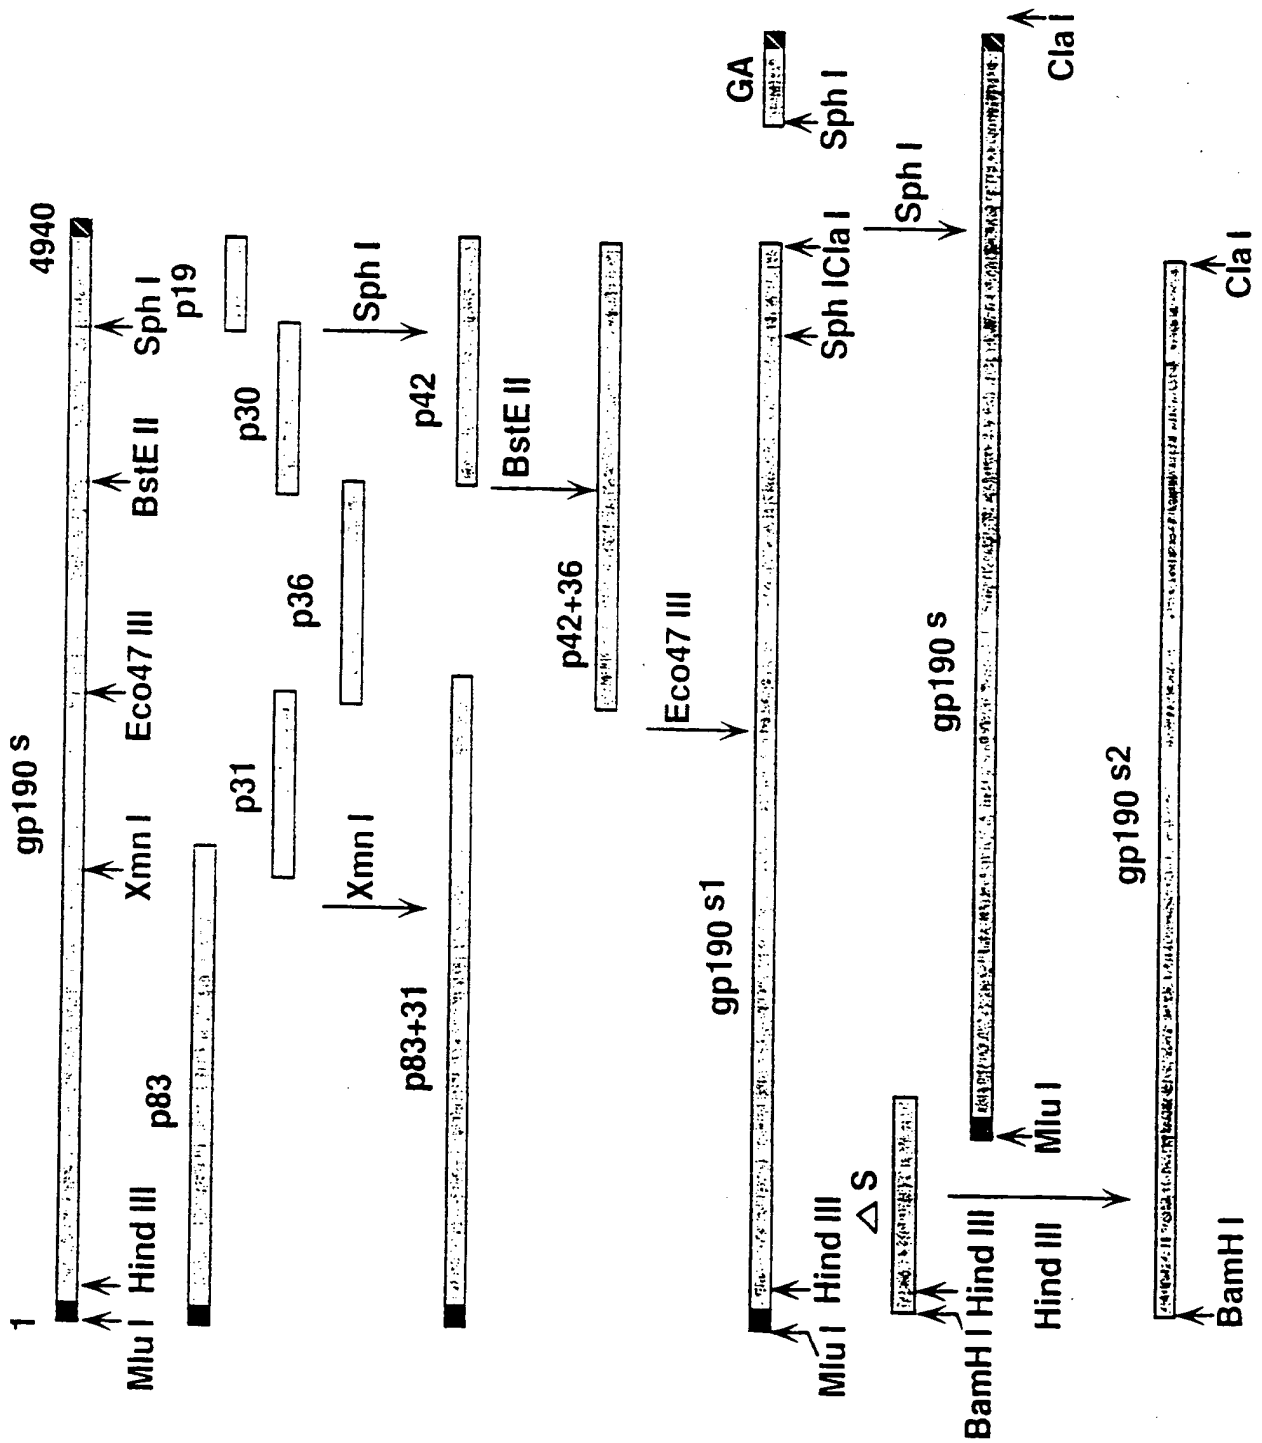 gp190 s
1
4940
Mlu I
Hind III
Xmn I
Eco47 III
BstE II
Sph I
p83
p31
p36
p30
p19
Xmn I
Sph I
p83+31
p42
BstE II
p42+36
Eco47 III
gp190 s1
GA
Mlu I
Hind III
Sph I
Cla I
Sph I
△ S
Sph I
BamH I
Hind III
gp190 s
Hind III
Mlu I
Cla I
gp190 s2
BamH I
Cla I